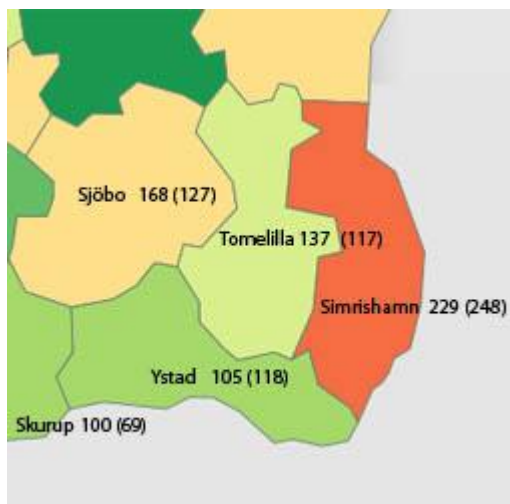 Sjöbo 168 (127)
Tomelilla 137 (117)
Simrishamn 229 (248)
Ystad 105 (118)
Skurup 100 (69)